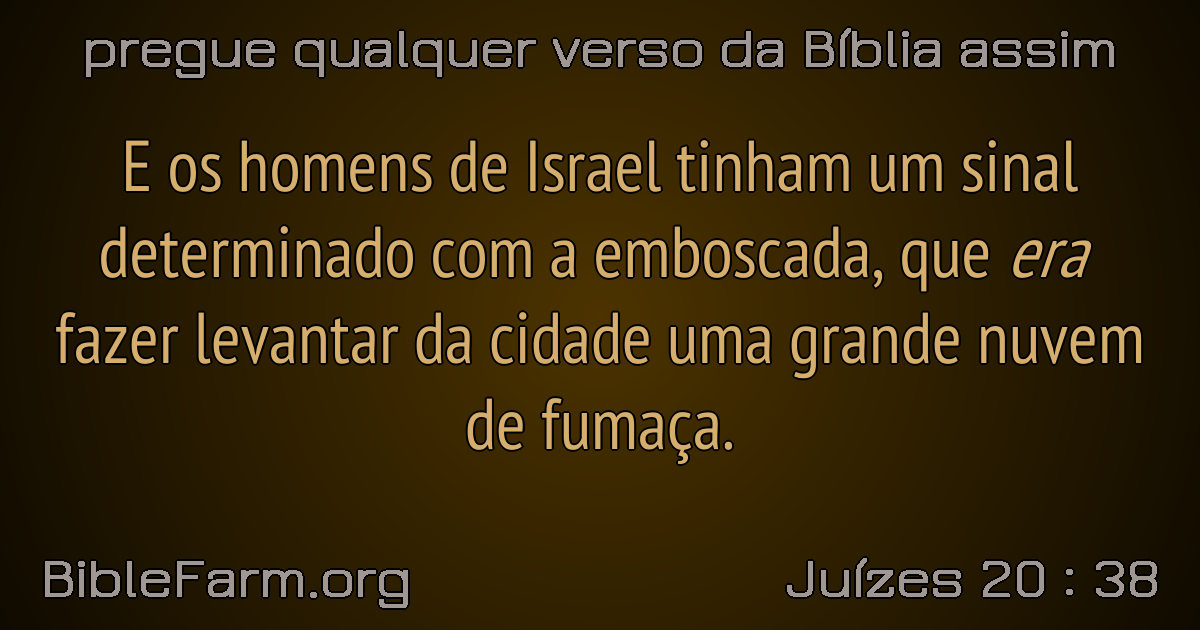 pregue qualquer verso da Bíblia assim
E os homens de Israel tinham um sinal
determinado com a emboscada, que era
fazer levantar da cidade uma grande nuvem
de fumaça.
BibleFarm.org
Juízes 20 : 38